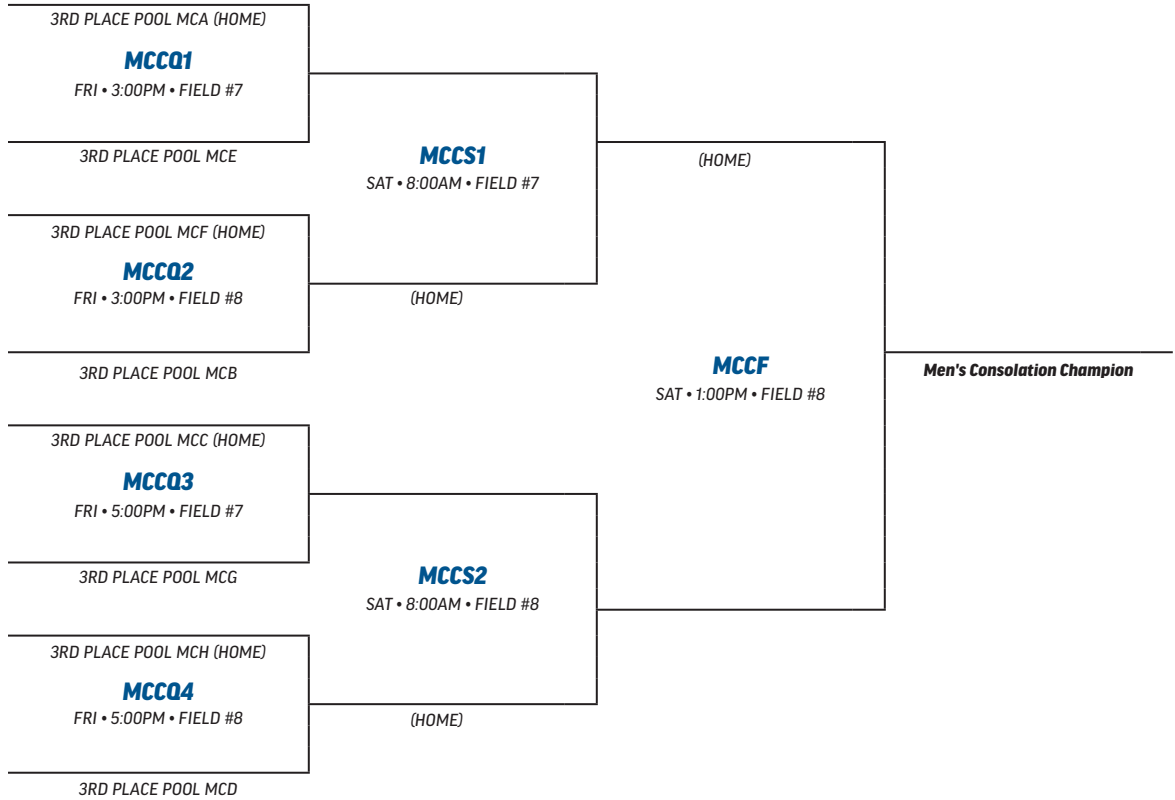 3RD PLACE POOL MCA (HOME)
MCCQ1
FRI • 3:00PM • FIELD #7
3RD PLACE POOL MCE
MCCS1
SAT • 8:00AM • FIELD #7
(HOME)
3RD PLACE POOL MCF (HOME)
MCCQ2
FRI • 3:00PM • FIELD #8
(HOME)
3RD PLACE POOL MCB
MCCF
SAT • 1:00PM • FIELD #8
Men's Consolation Champion
3RD PLACE POOL MCC (HOME)
MCCQ3
FRI • 5:00PM • FIELD #7
3RD PLACE POOL MCG
MCCS2
SAT • 8:00AM • FIELD #8
3RD PLACE POOL MCH (HOME)
MCCQ4
FRI • 5:00PM • FIELD #8
(HOME)
3RD PLACE POOL MCD